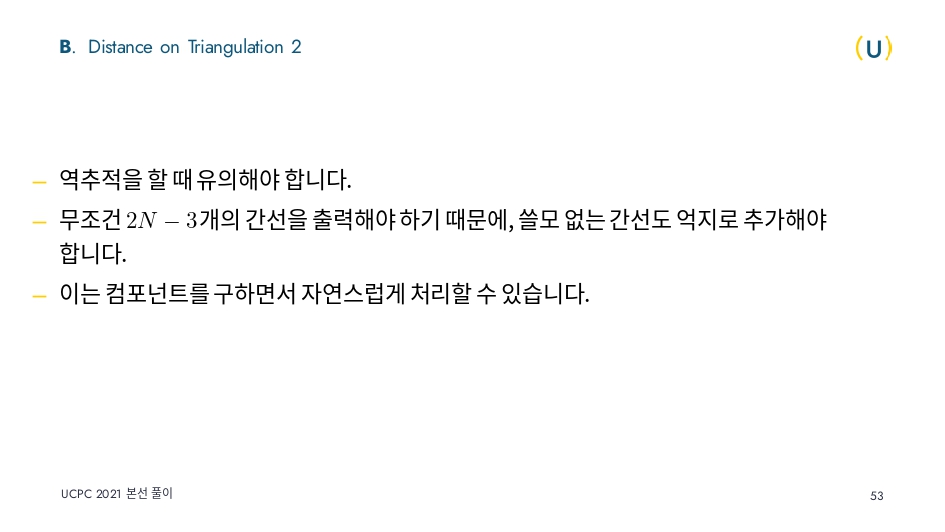 B. Distance on Triangulation 2
(U)
– 역추적을 할 때 유의해야 합니다.
– 무조건 2N − 3개의 간선을 출력해야 하기 때문에, 쓸모 없는 간선도 억지로 추가해야
합니다.
– 이는 컴포넌트를 구하면서 자연스럽게 처리할 수 있습니다.
UCPC 2021 본선 풀이
53